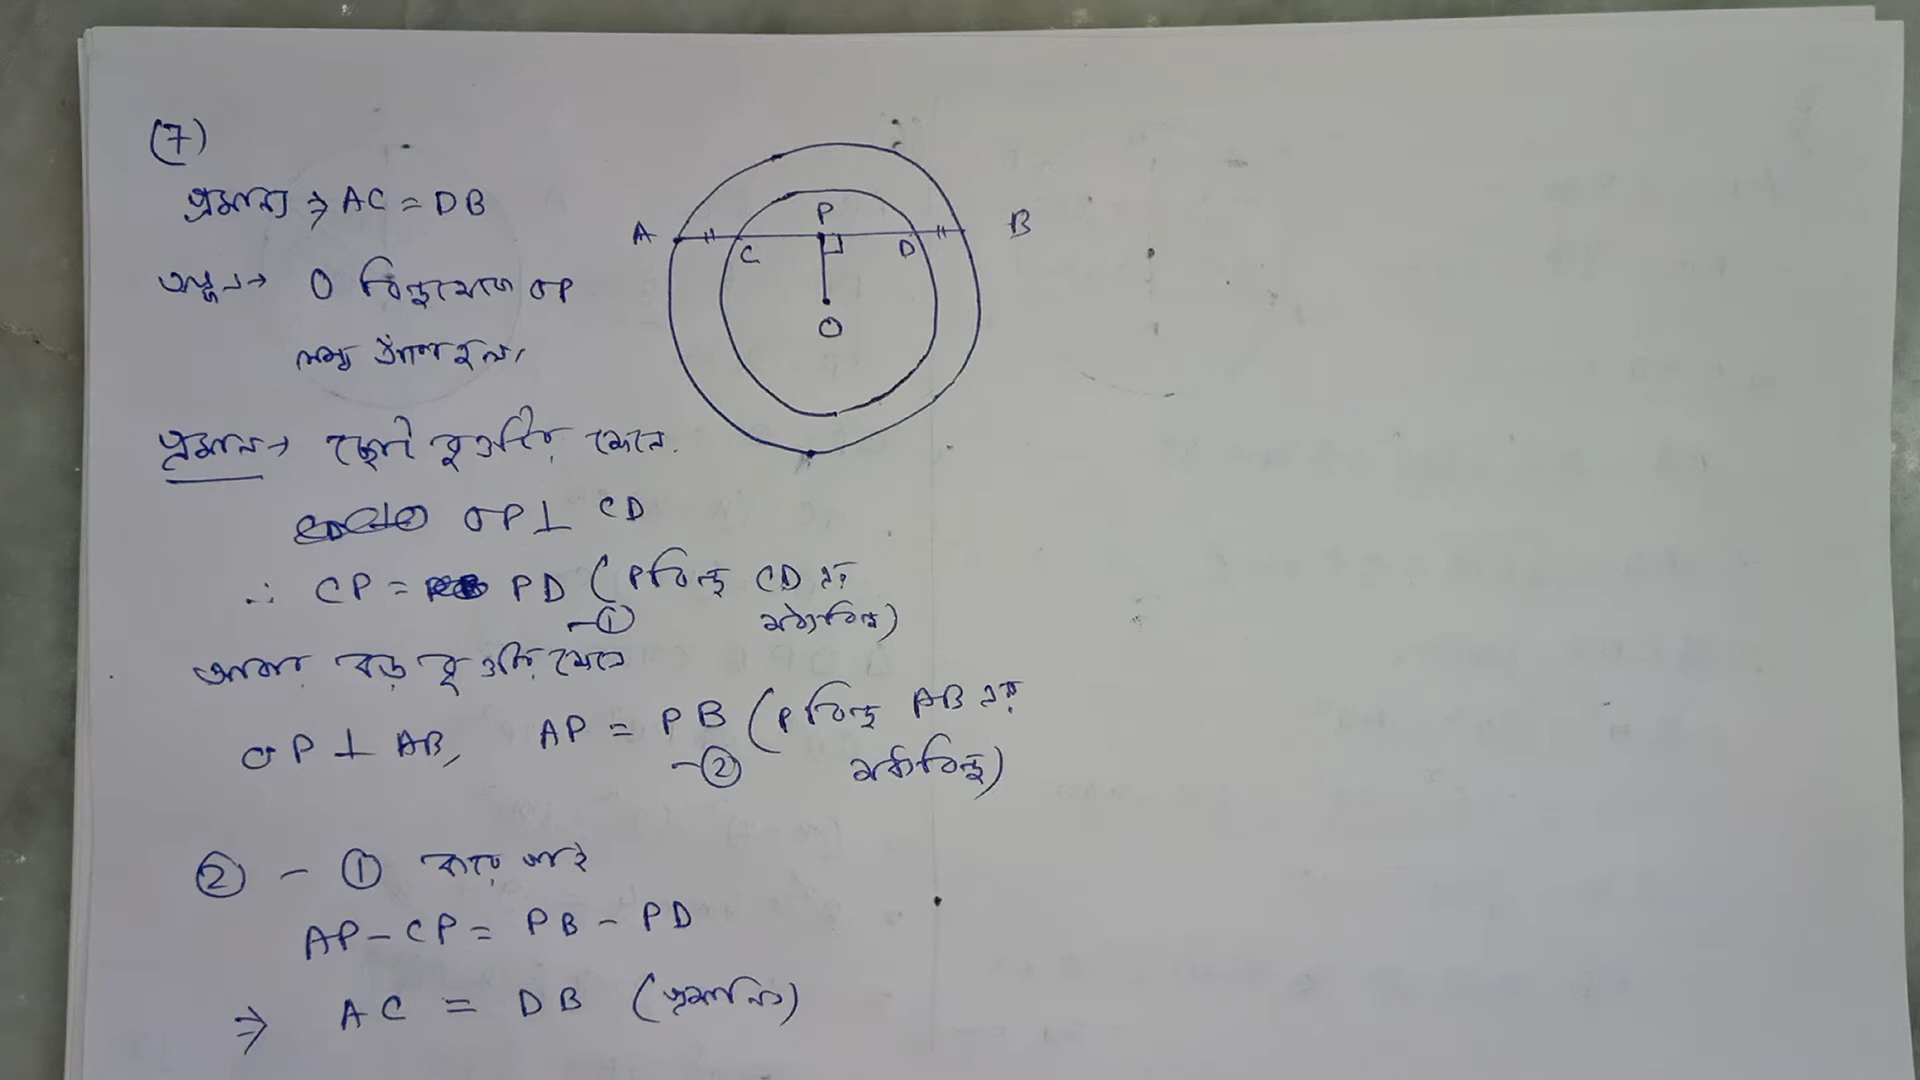 (7)
প্রমাণ্য ⇒ AC = DB
A P B
C D
O
অঙ্কন → O বিন্দু থেকে OP
লম্ব টানা হল।
প্রমাণ → ছোট বৃত্তটির থেকে
OP ⊥ CD
∴ CP = PD (P বিন্দু CD এর
- ① মধ্যবিন্দু)
আবার বড় বৃত্তটি থেকে
OP ⊥ AB, AP = PB (P বিন্দু AB এর
- ② মধ্যবিন্দু)
② - ① করে পাই
AP - CP = PB - PD
⇒ AC = DB (প্রমাণিত)